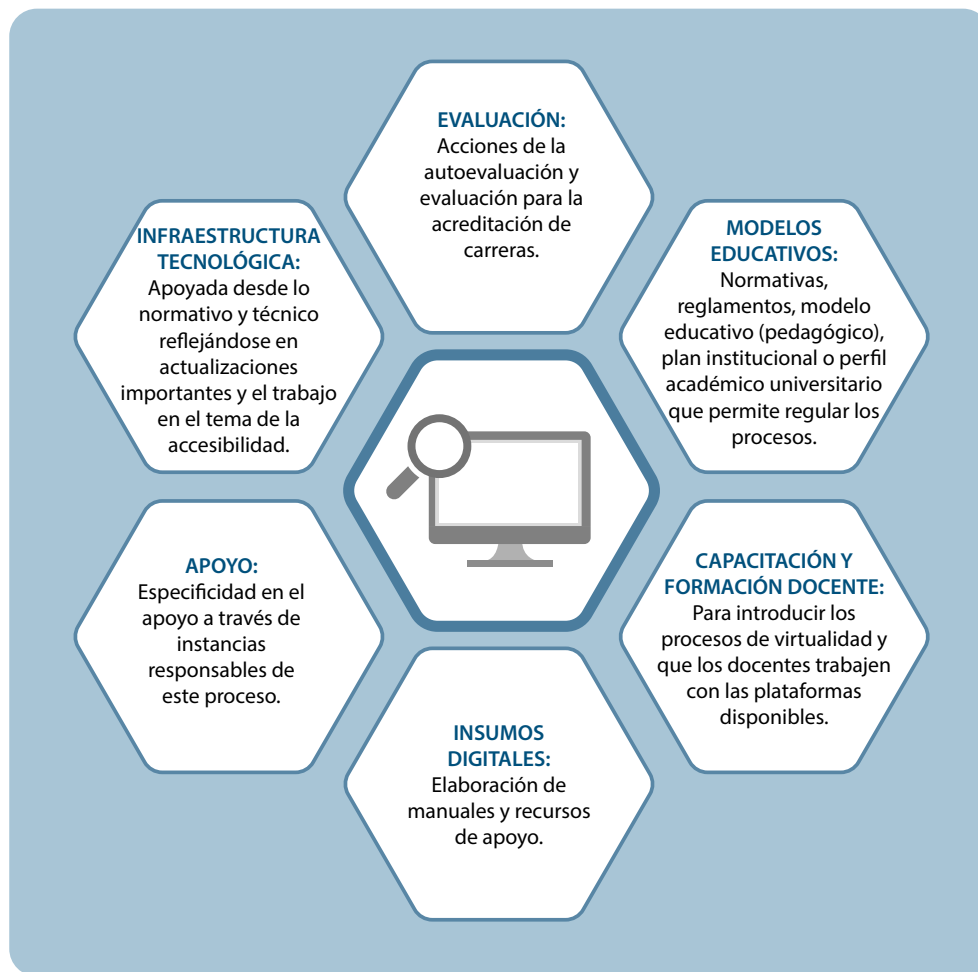 EVALUACIÓN:
Acciones de la
autoevaluación y
evaluación para la
acreditación de
carreras.
MODELOS
EDUCATIVOS:
Normativas,
reglamentos, modelo
educativo (pedagógico),
plan institucional o perfil
académico universitario
que permite regular los
procesos.
CAPACITACIÓN Y
FORMACIÓN DOCENTE:
Para introducir los
procesos de virtualidad y
que los docentes trabajen
con las plataformas
disponibles.
INSUMOS
DIGITALES:
Elaboración de
manuales y recursos
de apoyo.
APOYO:
Especificidad en el
apoyo a través de
instancias
responsables de
este proceso.
INFRAESTRUCTURA
TECNOLÓGICA:
Apoyada desde lo
normativo y técnico
reflejándose en
actualizaciones
importantes y el trabajo
en el tema de la
accesibilidad.